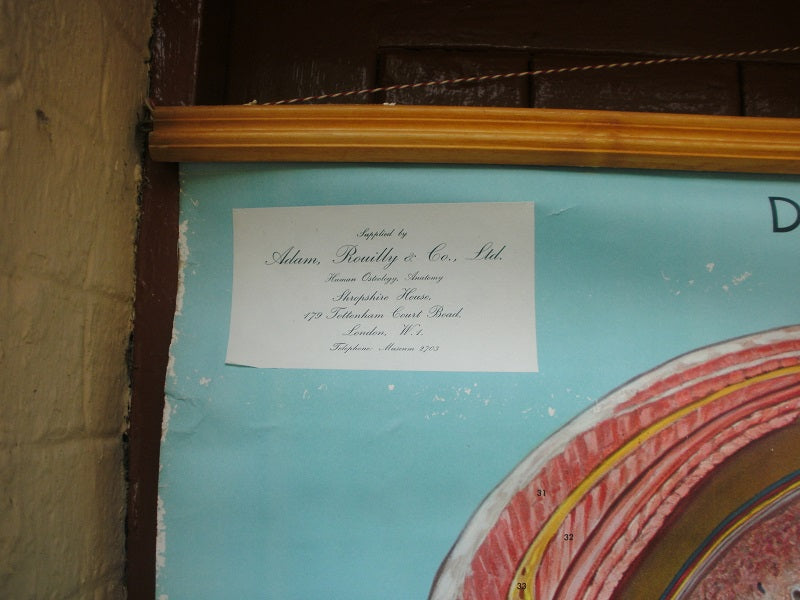 Supplied by
Adam, Rouilly & Co., Ltd.
Human Osteology, Anatomy
Shropshire House,
179 Tottenham Court Road,
London, W.1.
Telephone: Museum 2703
D
31
32
33